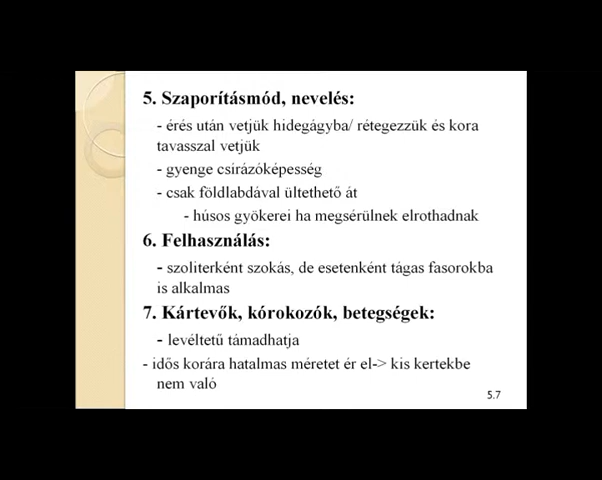 5. Szaporításmód, nevelés:
- érés után vetjük hidegágyba/ rétegezzük és kora
tavasszal vetjük
- gyenge csírázóképesség
- csak földlabdával ültethető át
- húsos gyökerei ha megsérülnek elrothadnak
6. Felhasználás:
- szoliterként szokás, de esetenként tágas fasorokba
is alkalmas
7. Kártevők, kórokozók, betegségek:
- levéltetű támadhatja
- idős korára hatalmas méretet ér el-> kis kertekbe
nem való
5.7